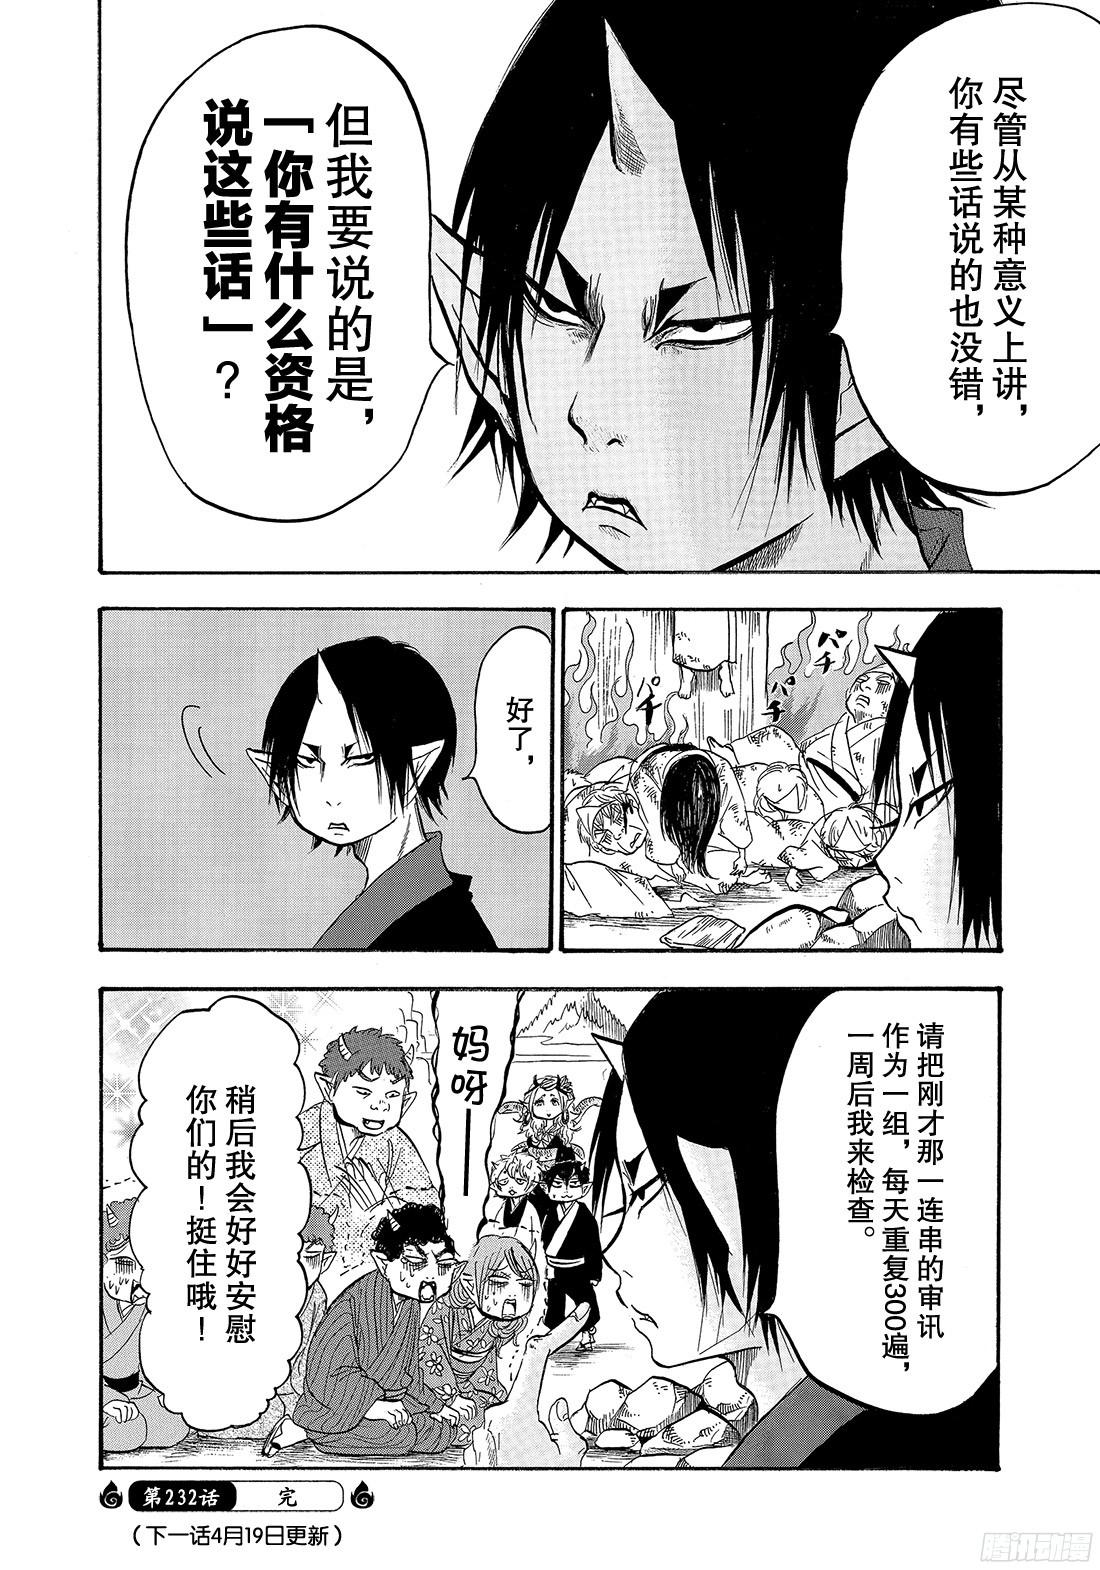 尽管从某种意义上讲，
你有些话说的也没错，
但我要说的是，
「你有什么资格
说这些话」？
パチ
パチ
パチ
好了，
请把刚才那一连串的审讯
作为一组，每天重复300遍，
一周后我来检查。
妈呀——
稍后我会好好安慰
你们的！挺住哦！
第232话 完
（下一话4月19日更新）
腾讯动漫